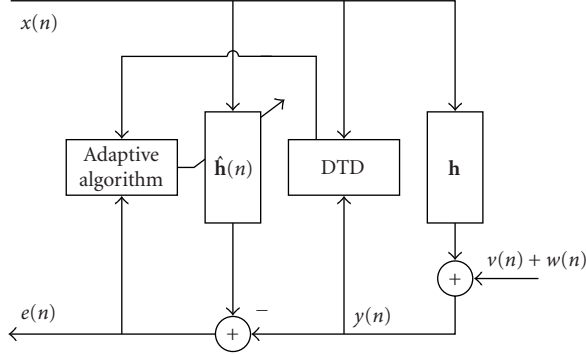 x(n)
Adaptive
algorithm
ĥ(n)
DTD
h
v(n) + w(n)
+
e(n)
−
y(n)
+